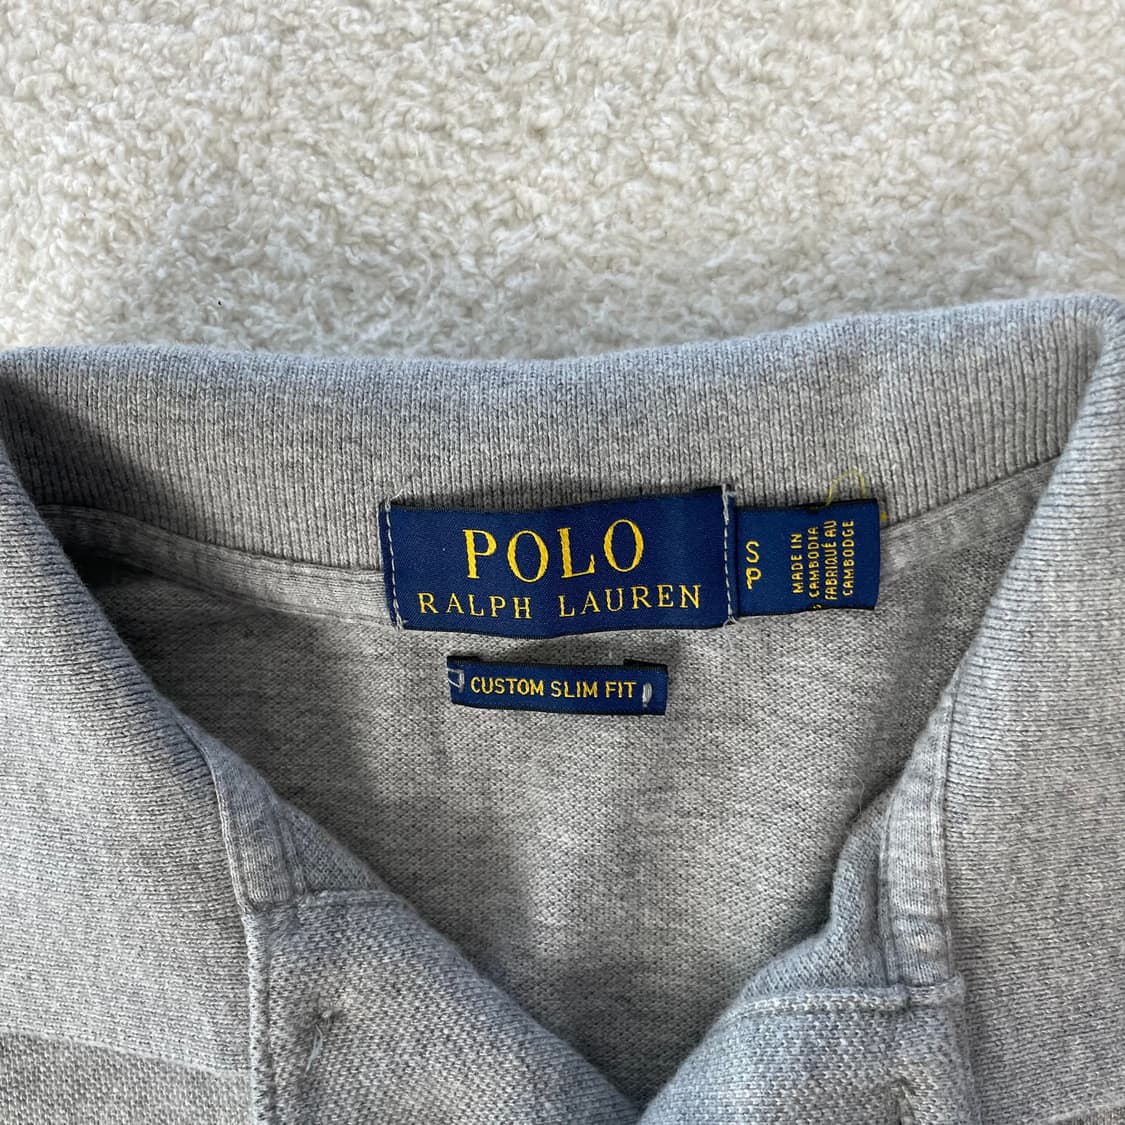 POLO
RALPH LAUREN
S
P
MADE IN
CAMBODIA
FABRIQUÉ AU
CAMBODGE
CUSTOM SLIM FIT